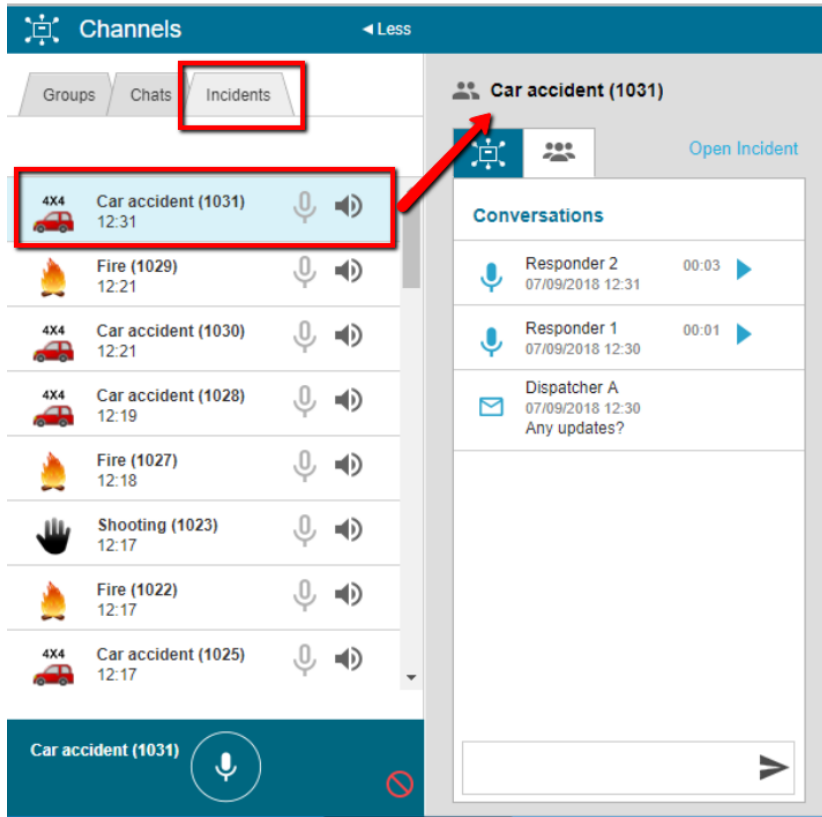 Channels
◄ Less
Groups
Chats
Incidents
4X4
Car accident (1031)
12:31
Fire (1029)
12:21
4X4
Car accident (1030)
12:21
4X4
Car accident (1028)
12:19
Fire (1027)
12:18
Shooting (1023)
12:17
Fire (1022)
12:17
4X4
Car accident (1025)
12:17
Car accident (1031)
Car accident (1031)
Open Incident
Conversations
Responder 2
00:03
07/09/2018 12:31
Responder 1
00:01
07/09/2018 12:30
Dispatcher A
07/09/2018 12:30
Any updates?